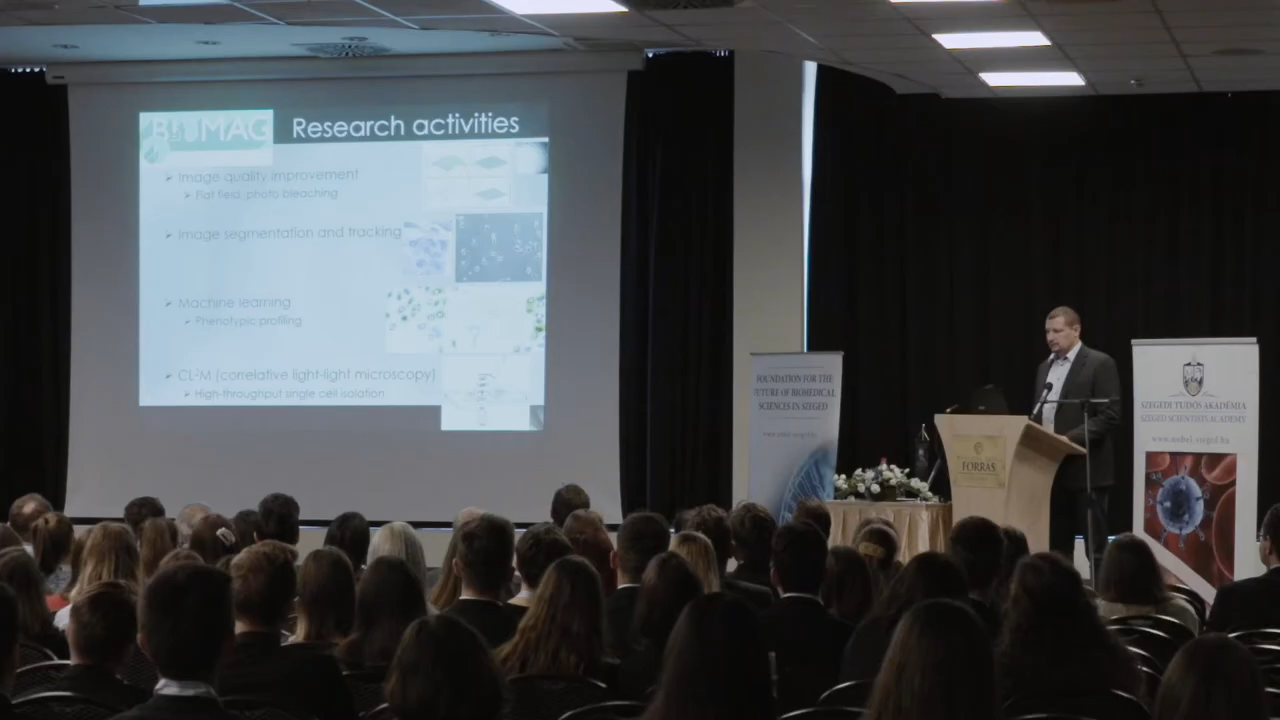 BIOMAG
Research activities
Image quality improvement
Flat field, photo bleaching
Image segmentation and tracking
Machine learning
Phenotypic profiling
CL²M (correlative light-light microscopy)
High-throughput single cell isolation
FOUNDATION FOR THE
FUTURE OF BIOMEDICAL
SCIENCES IN SZEGED
FORRÁS
SZEGEDI TUDÓS AKADÉMIA
SZEGED SCIENTISTS ACADEMY
www.nobel-szeged.hu